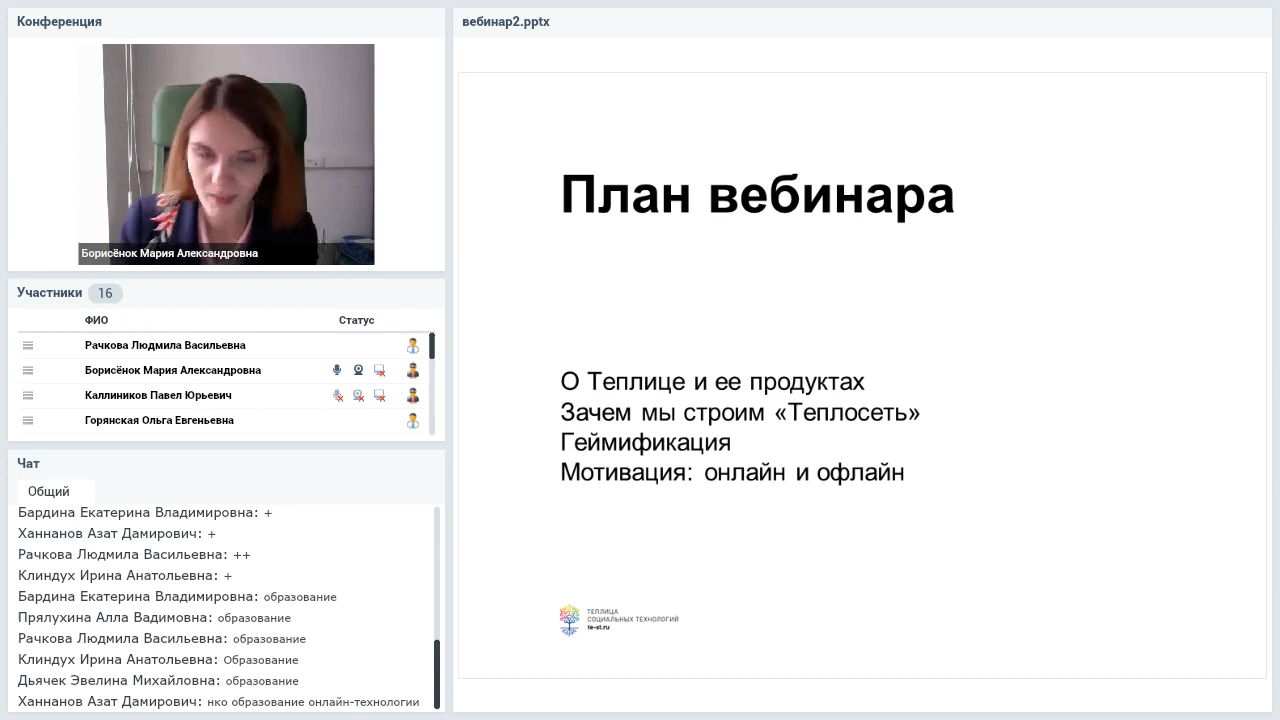 Конференция
Борисёнок Мария Александровна
Участники 16
ФИО Статус
Рачкова Людмила Васильевна
Борисёнок Мария Александровна
Каллиников Павел Юрьевич
Горянская Ольга Евгеньевна
Чат
Общий
Бардина Екатерина Владимировна: +
Ханнанов Азат Дамирович: +
Рачкова Людмила Васильевна: ++
Клиндух Ирина Анатольевна: +
Бардина Екатерина Владимировна: образование
Прялухина Алла Вадимовна: образование
Рачкова Людмила Васильевна: образование
Клиндух Ирина Анатольевна: Образование
Дьячек Эвелина Михайловна: образование
Ханнанов Азат Дамирович: нко образование онлайн-технологии
вебинар2.pptx
План вебинара
О Теплице и ее продуктах
Зачем мы строим «Теплосеть»
Геймификация
Мотивация: онлайн и офлайн
ТЕПЛИЦА
СОЦИАЛЬНЫХ ТЕХНОЛОГИЙ
te-st.ru